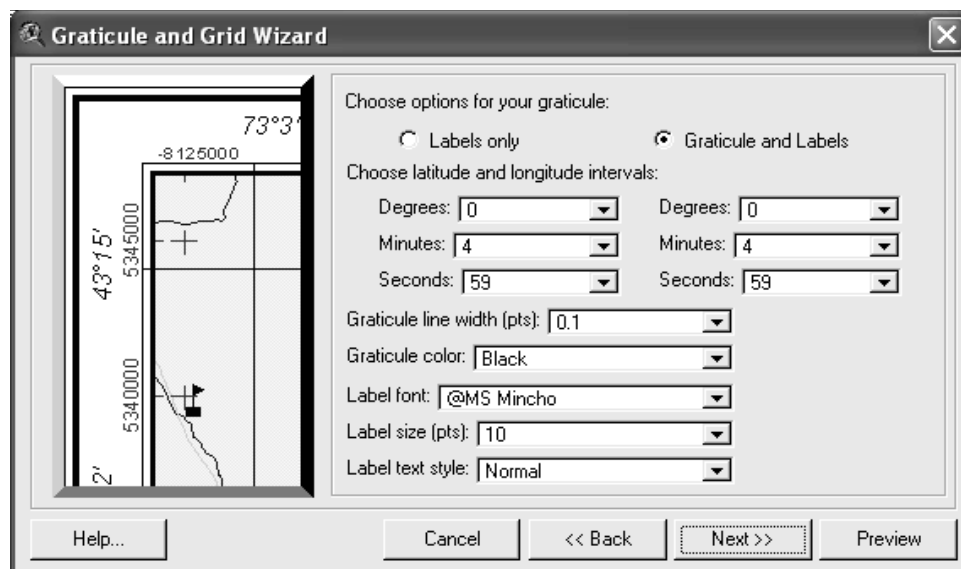 Graticule and Grid Wizard
73°3'
-8125000
43°15'
5345000
5340000
2'
Choose options for your graticule:
Labels only Graticule and Labels
Choose latitude and longitude intervals:
Degrees: 0 Degrees: 0
Minutes: 4 Minutes: 4
Seconds: 59 Seconds: 59
Graticule line width (pts): 0.1
Graticule color: Black
Label font: @MS Mincho
Label size (pts): 10
Label text style: Normal
Help... Cancel << Back Next >> Preview